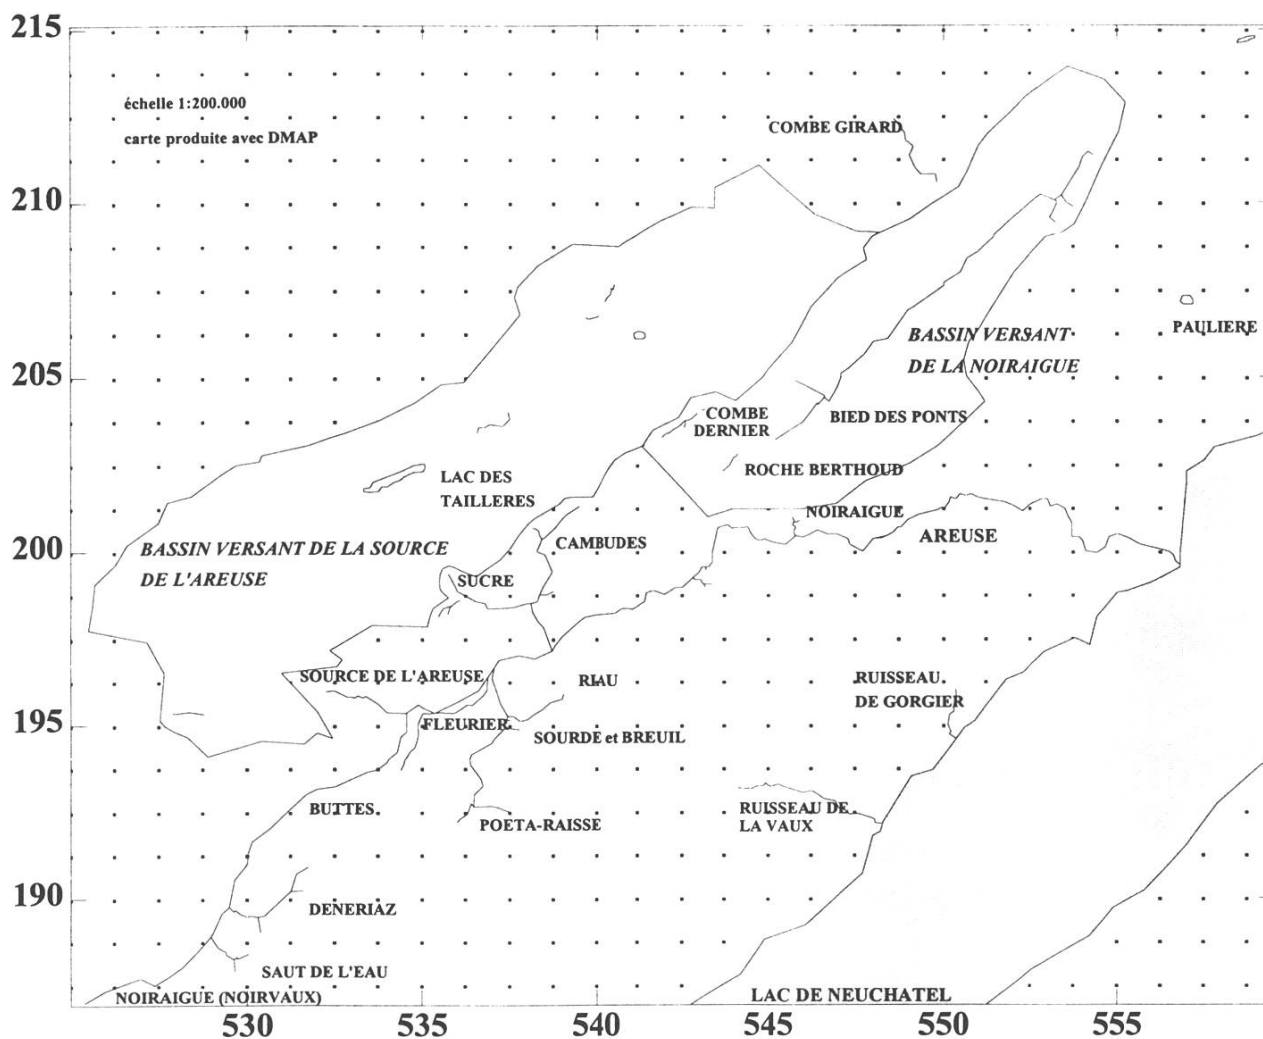 215
échelle 1:200.000
carte produite avec DMAP
COMBE GIRARD
210
PAULIERE
BASSIN VERSANT
DE LA NOIRAIGUE
205
COMBE
DERNIER
BIED DES PONTS
ROCHE BERTHOUD
LAC DES
TAILLERES
NOIRAIGUE
AREUSE
CAMBUDES
200
BASSIN VERSANT DE LA SOURCE
DE L'AREUSE
SUCRE
SOURCE DE L'AREUSE
RIAU
RUISSEAU
DE GORGIER
195
FLEURIER
SOURDE et BREUIL
BUTTES
POETA-RAISSE
RUISSEAU DE
LA VAUX
190
DENERIAZ
SAUT DE L'EAU
NOIRAIGUE (NOIRVAUX)
LAC DE NEUCHATEL
530
535
540
545
550
555